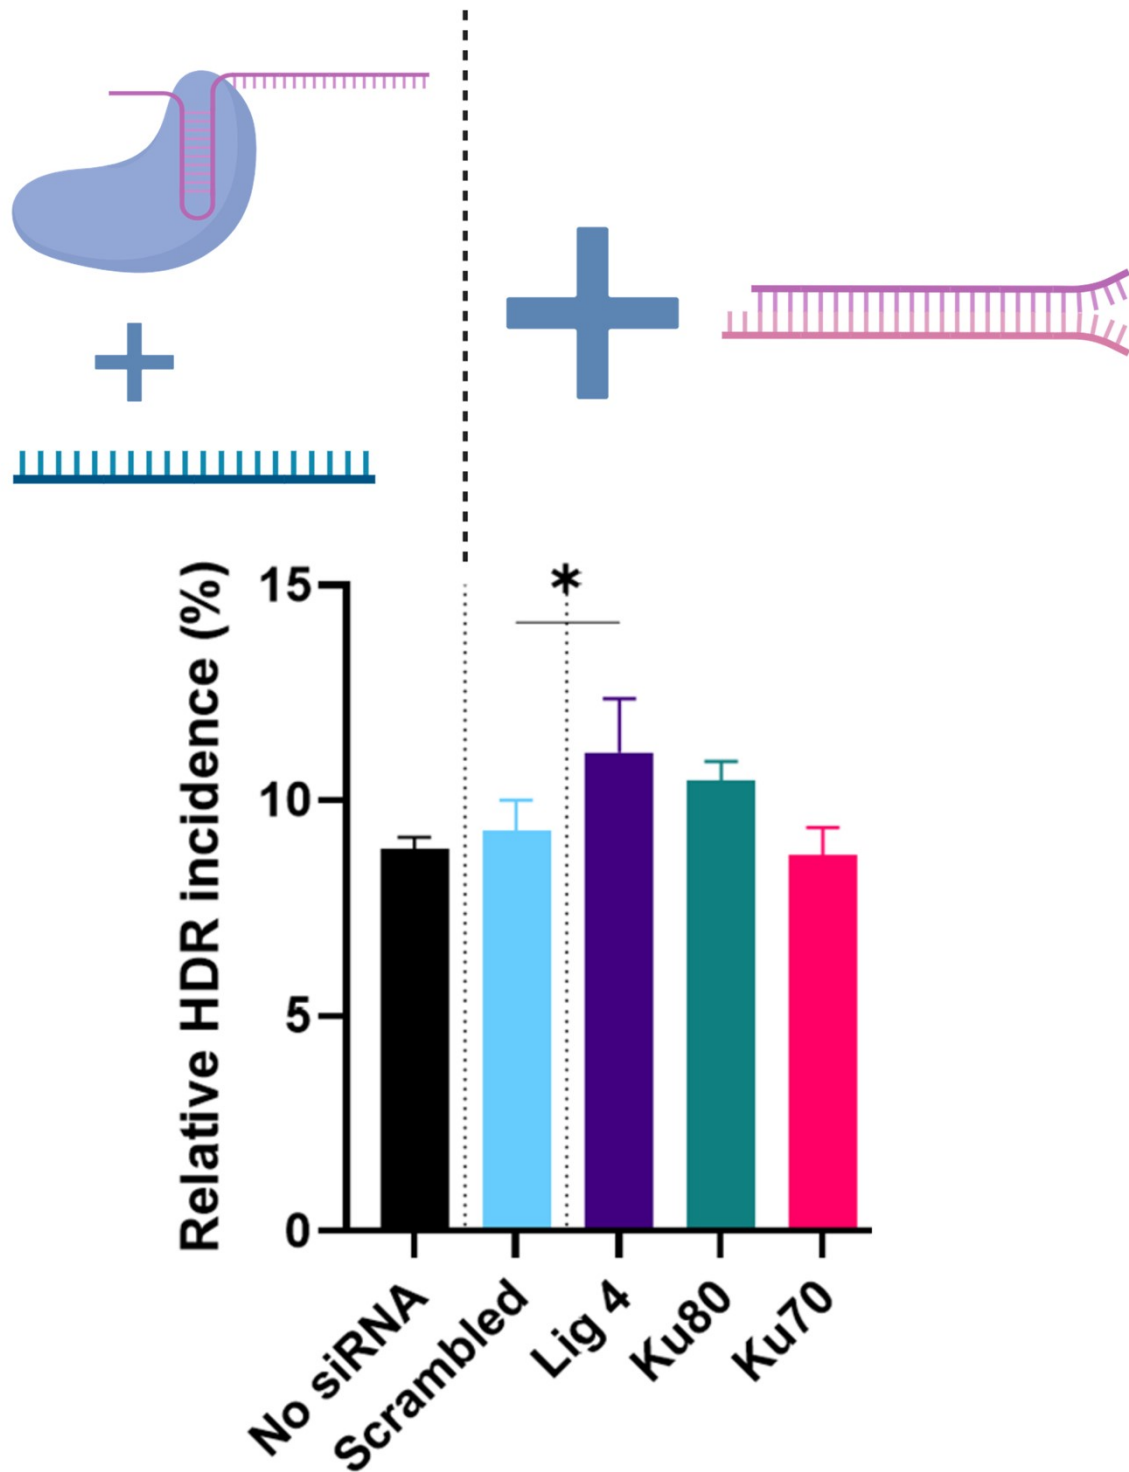 *
Relative HDR incidence (%)
15
10
5
0
No siRNA
Scrambled
Lig 4
Ku80
Ku70